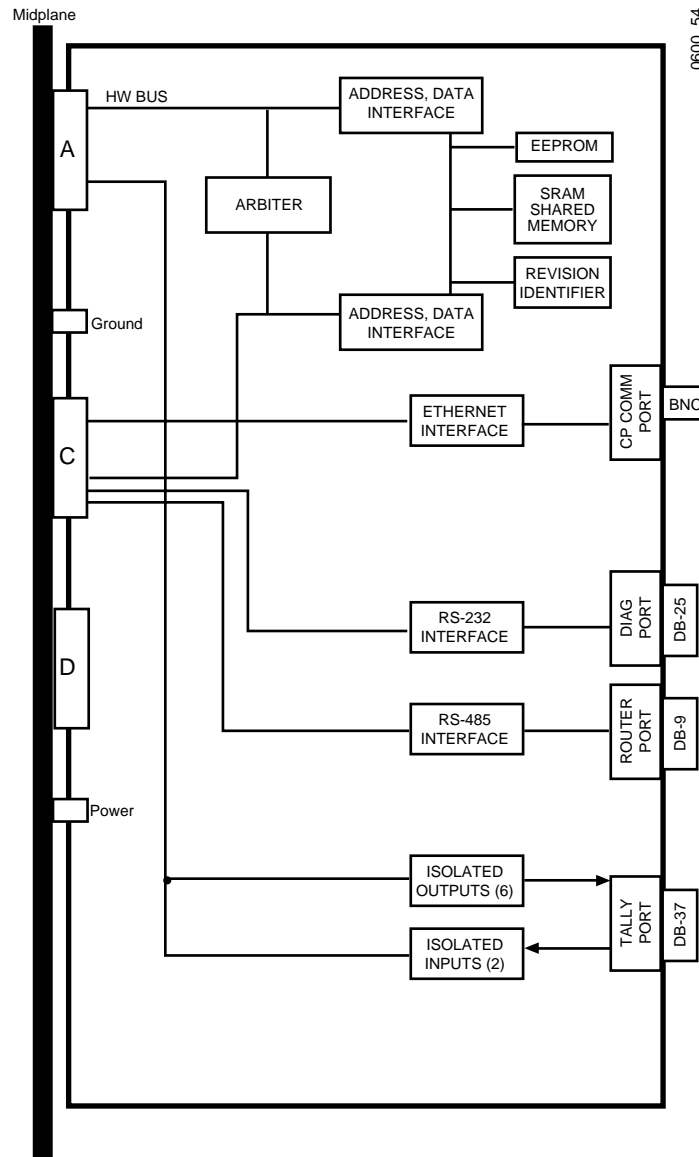 Midplane
0600_54
A
HW BUS
ADDRESS, DATA
INTERFACE
EEPROM
ARBITER
SRAM
SHARED
MEMORY
REVISION
IDENTIFIER
Ground
ADDRESS, DATA
INTERFACE
C
ETHERNET
INTERFACE
CP COMM
PORT
BNC
D
RS-232
INTERFACE
DIAG
PORT
DB-25
RS-485
INTERFACE
ROUTER
PORT
DB-9
Power
ISOLATED
OUTPUTS (6)
TALLY
PORT
DB-37
ISOLATED
INPUTS (2)